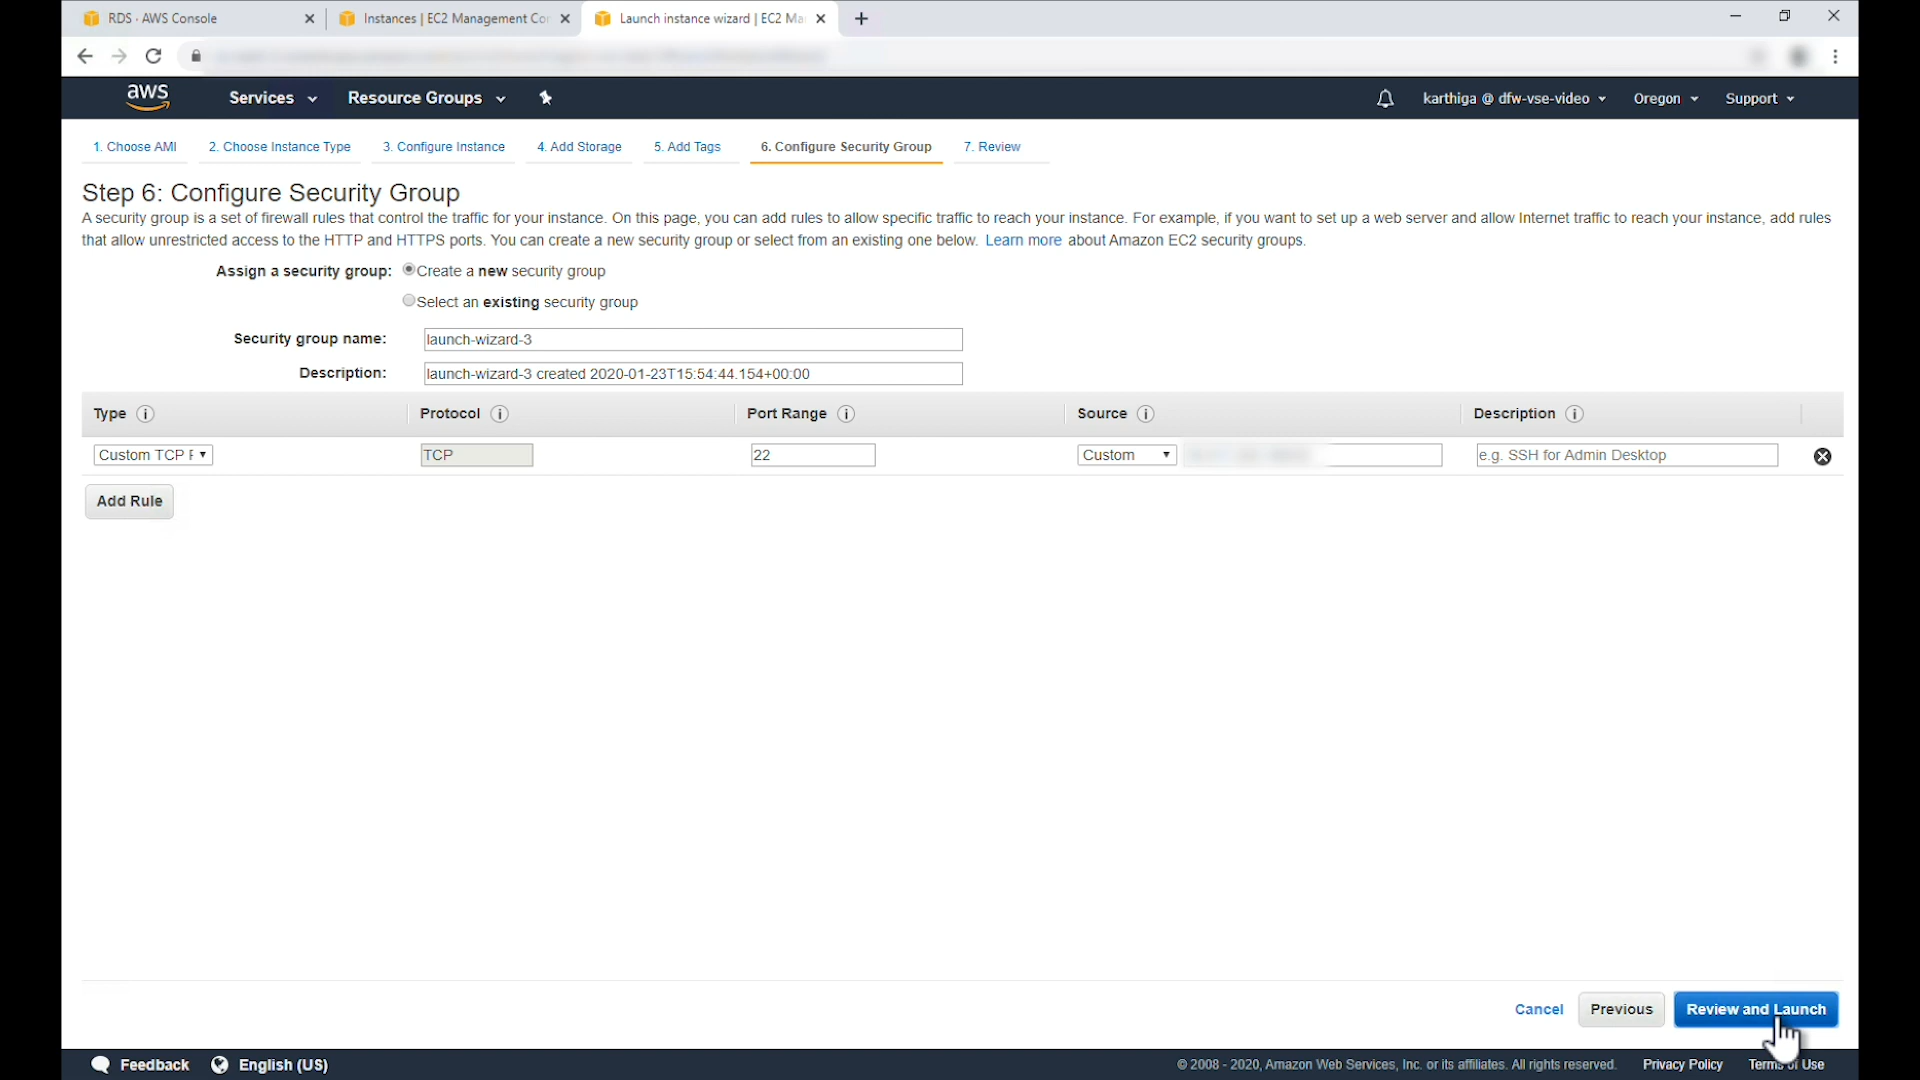 RDS · AWS Console
Instances | EC2 Management Co
Launch instance wizard | EC2 Ma
aws
Services
Resource Groups
karthiga @ dfw-vse-video
Oregon
Support
1. Choose AMI
2. Choose Instance Type
3. Configure Instance
4. Add Storage
5. Add Tags
6. Configure Security Group
7. Review
Step 6: Configure Security Group
A security group is a set of firewall rules that control the traffic for your instance. On this page, you can add rules to allow specific traffic to reach your instance. For example, if you want to set up a web server and allow Internet traffic to reach your instance, add rules
that allow unrestricted access to the HTTP and HTTPS ports. You can create a new security group or select from an existing one below. Learn more about Amazon EC2 security groups.
Assign a security group: Create a new security group
Select an existing security group
Security group name: launch-wizard-3
Description: launch-wizard-3 created 2020-01-23T15:54:44.154+00:00
Type Protocol Port Range Source Description
Custom TCP TCP 22 Custom e.g. SSH for Admin Desktop
Add Rule
Cancel Previous Review and Launch
Feedback English (US) © 2008 - 2020, Amazon Web Services, Inc. or its affiliates. All rights reserved. Privacy Policy Terms of Use